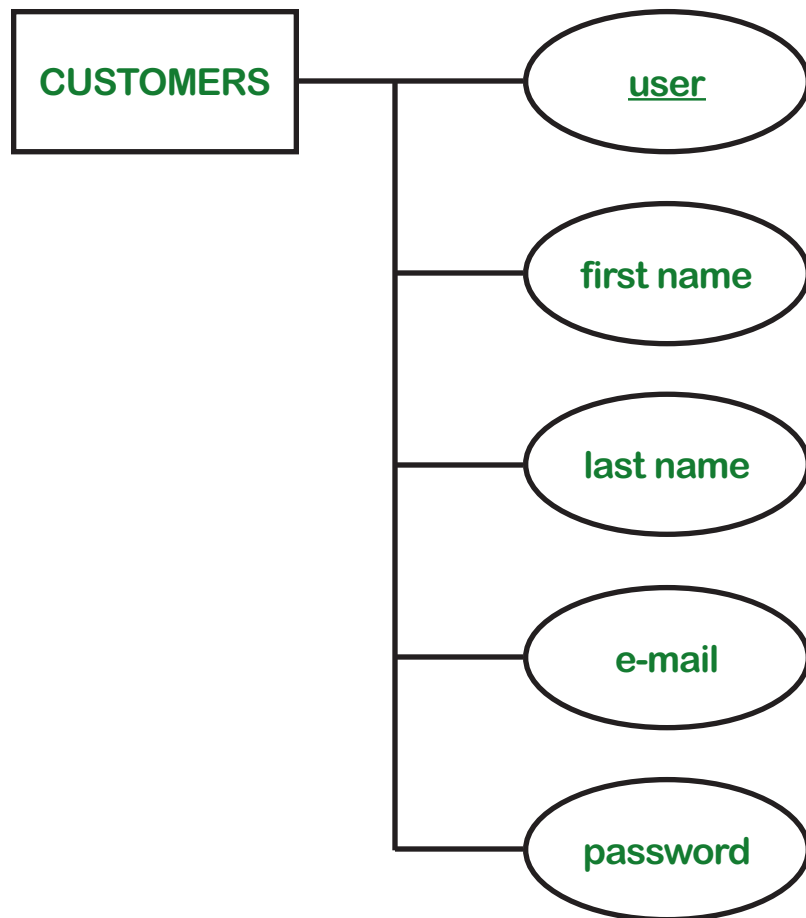 CUSTOMERS
user
first name
last name
e-mail
password